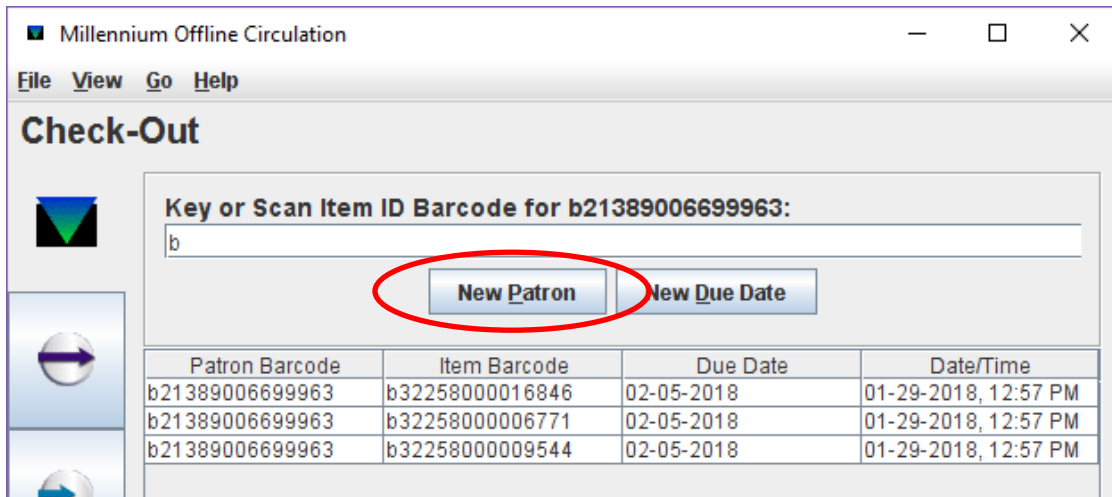 Millennium Offline Circulation
File View Go Help
Check-Out
Key or Scan Item ID Barcode for b21389006699963:
b
New Patron New Due Date
Patron Barcode Item Barcode Due Date Date/Time
b21389006699963 b32258000016846 02-05-2018 01-29-2018, 12:57 PM
b21389006699963 b32258000006771 02-05-2018 01-29-2018, 12:57 PM
b21389006699963 b32258000009544 02-05-2018 01-29-2018, 12:57 PM